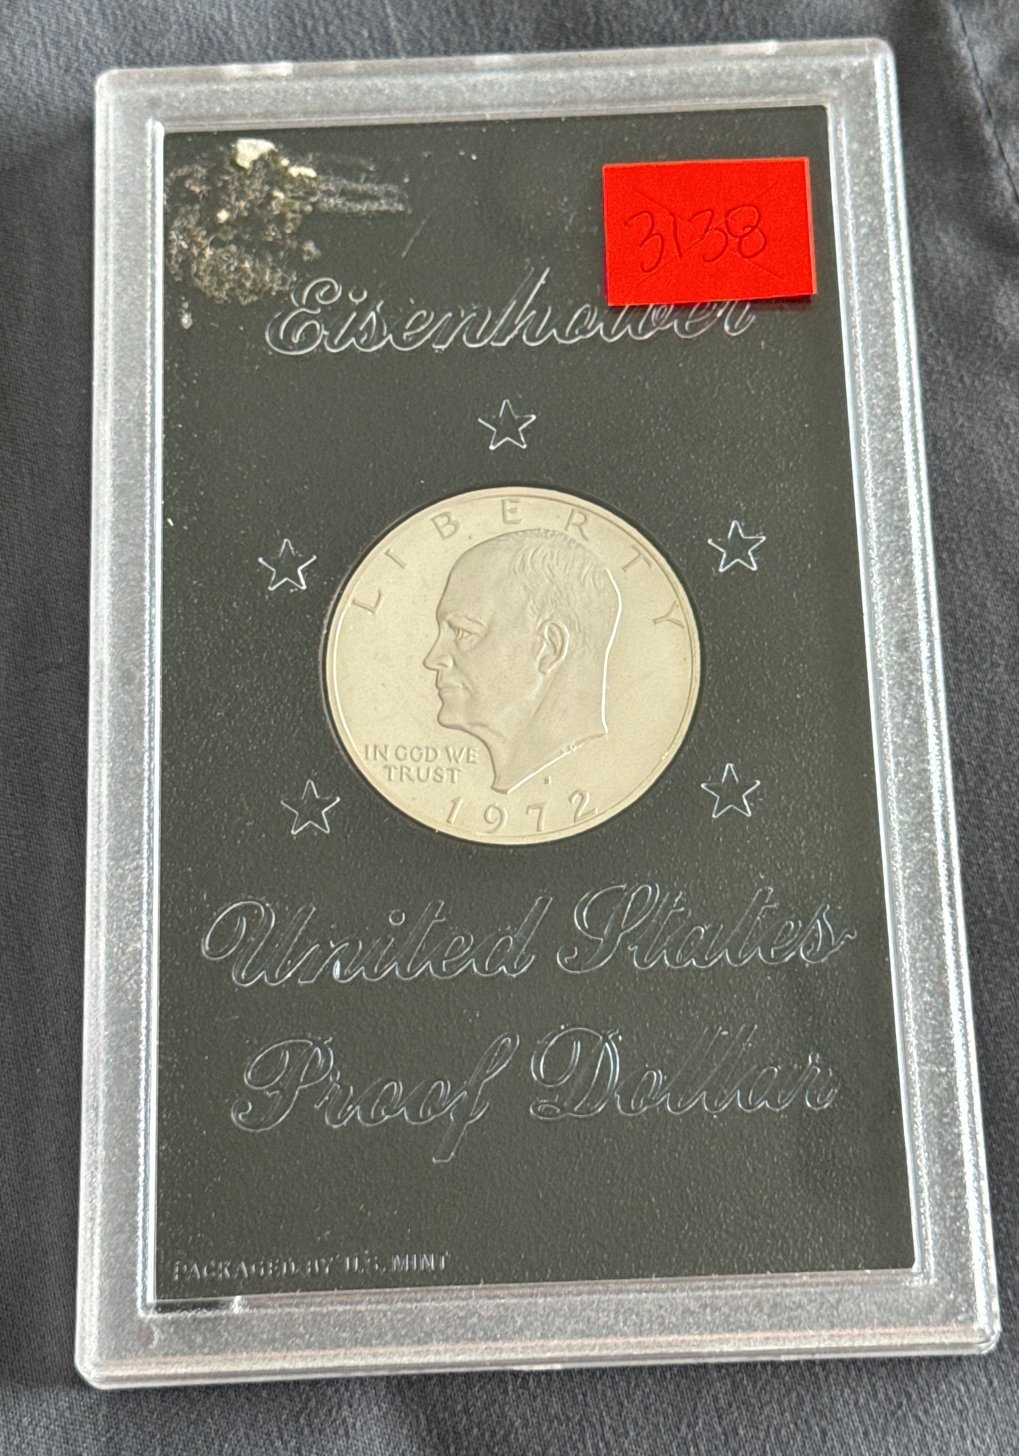 3138
Eisenhower
LIBERTY
IN GOD WE
TRUST
1972
United States
Proof Dollar
PACKAGED BY U.S. MINT